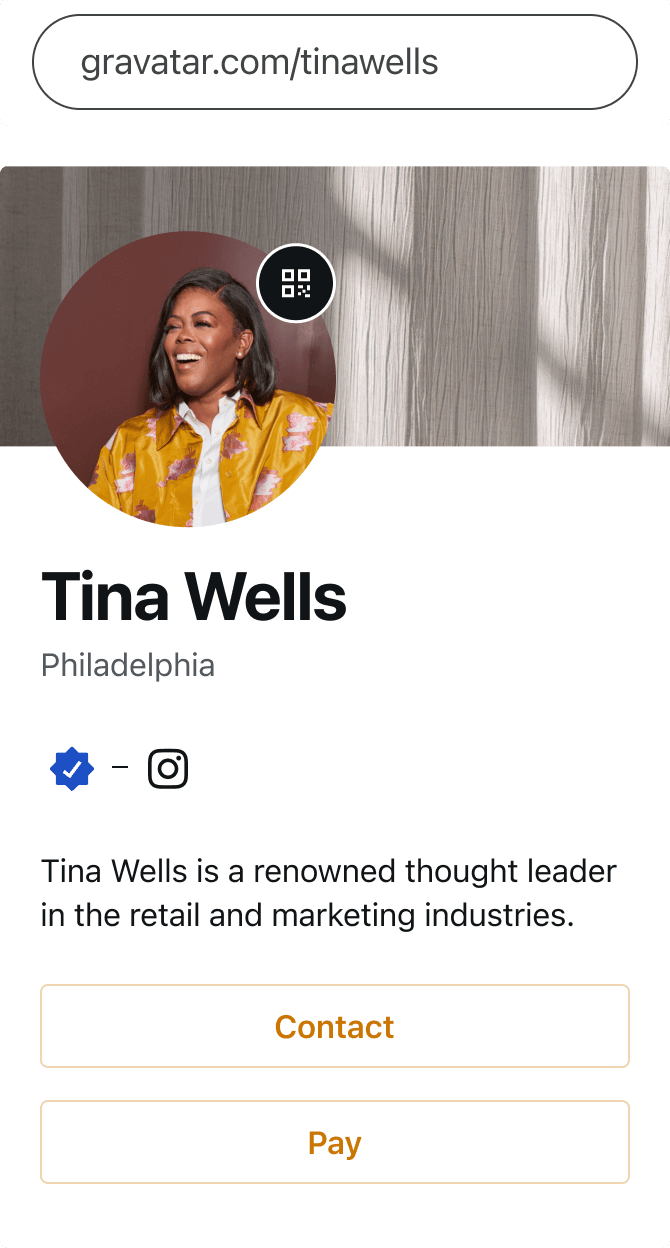 gravatar.com/tinawells
Tina Wells
Philadelphia
–
Tina Wells is a renowned thought leader
in the retail and marketing industries.
Contact
Pay